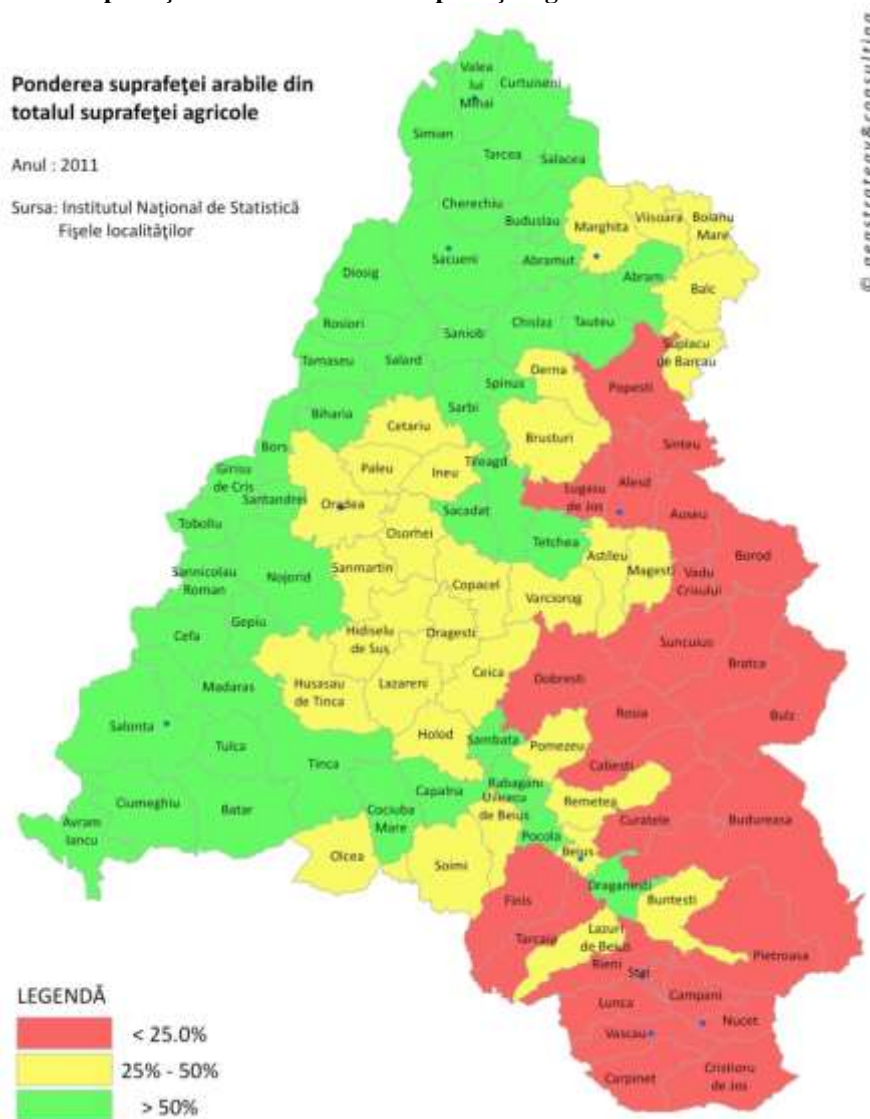 Ponderea suprafeţei arabile din
totalul suprafeţei agricole
Anul : 2011
Sursa: Institutul Naţional de Statistică
Fişele localităţilor
Valea
lui
Mihai
Curtuiseni
Simian
Tarcea
Salacea
Cherechiu
Buduslau
Marghita
Viisoara
Boianu
Mare
Sacueni
Abramut
Abram
Balc
Diosig
Rosiori
Saniob
Chislaz
Tauteu
Suplacu
de Barcau
Tamaseu
Salard
Derna
Popesti
Spinus
Biharia
Sarbi
Cetariu
Brusturi
Sinteu
Bors
Girisu
de Cris
Paleu
Ineu
Tileagd
Alesd
Lugasu
de Jos
Santandrei
Oradea
Sacadat
Auseu
Toboliu
Osorhei
Tetchea
Astileu
Borod
Sannicolau
Roman
Nojorid
Sanmartin
Copacel
Magesti
Vadu
Crisului
Varciorog
Gepiu
Cefa
Hidiselu
de Sus
Dragesti
Suncuius
Bratca
Madaras
Husasau
de Tinca
Lazareni
Ceica
Dobresti
Rosia
Bulz
Salonta
Holod
Sambata
Pomezeu
Tulca
Tinca
Cabesti
Rabagani
Capalna
Uileacu
de Beius
Remetea
Ciumeghiu
Batar
Cociuba
Mare
Curatele
Budureasa
Avram
Iancu
Pocola
Olcea
Soimi
Beius
Draganesti
Buntesti
Finis
Lazuri
de Beius
Tarcaia
Rieni
Stei
Pietroasa
Lunca
Campani
Nucet
Vascau
Carpinet
Cristioru
de Jos
LEGENDĂ
< 25.0%
25% - 50%
> 50%